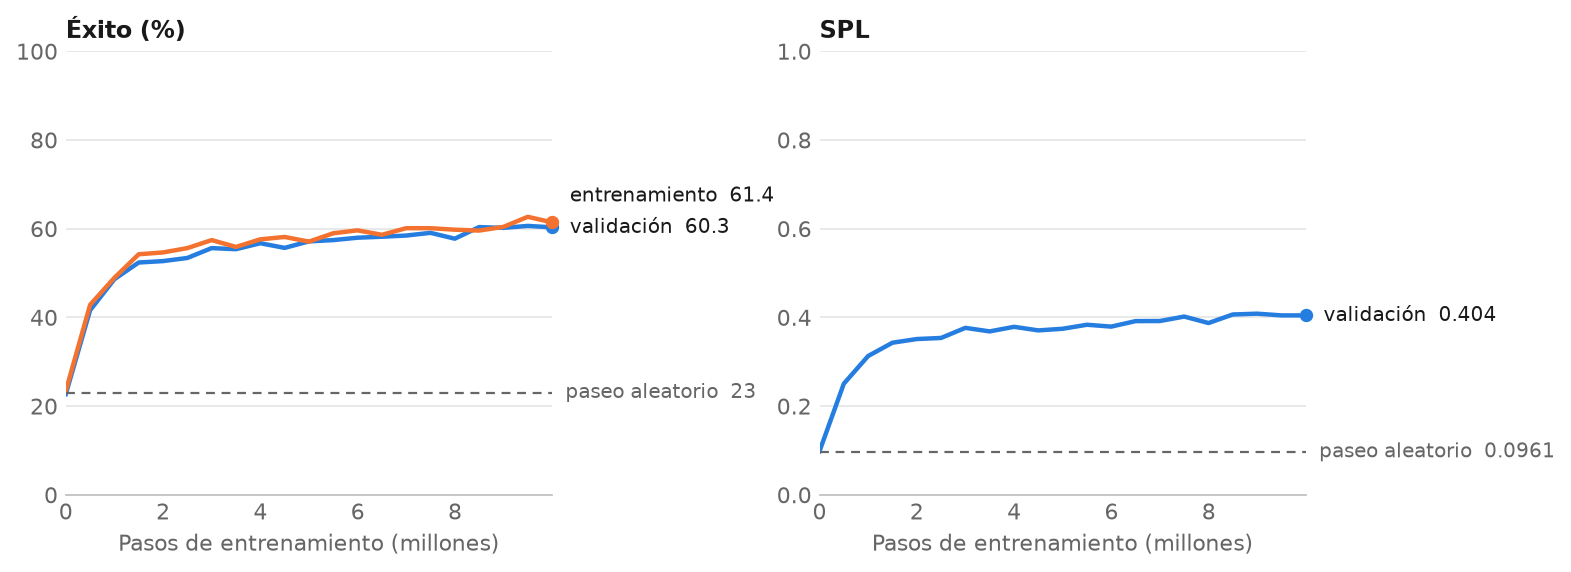 Éxito (%)
100
80
60
40
20
0
0 2 4 6 8
Pasos de entrenamiento (millones)
entrenamiento 61.4
validación 60.3
paseo aleatorio 23
SPL
1.0
0.8
0.6
0.4
0.2
0.0
0 2 4 6 8
Pasos de entrenamiento (millones)
validación 0.404
paseo aleatorio 0.0961